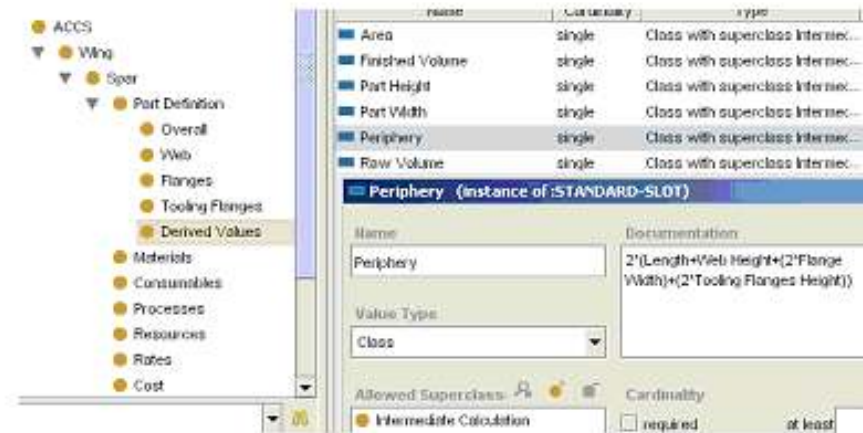 ACCS
Wing
Spar
Part Definition
Overall
Web
Flanges
Tooling Flanges
Derived Values
Materials
Consumables
Processes
Resources
Rates
Cost
Name Cardinality Type
Area single Class with superclass Intermec...
Finished Volume single Class with superclass Intermec...
Part Height single Class with superclass Intermec...
Part Width single Class with superclass Intermec...
Periphery single Class with superclass Intermec...
Raw Volume single Class with superclass Intermec...
Periphery (instance of :STANDARD-SLOT)
Name
Periphery
Value Type
Class
Allowed Superclass
Intermediate Calculation
Documentation
2*(Length+Web Height+(2*Flange
Width)+(2*Tooling Flanges Height))
Cardinality
required at least